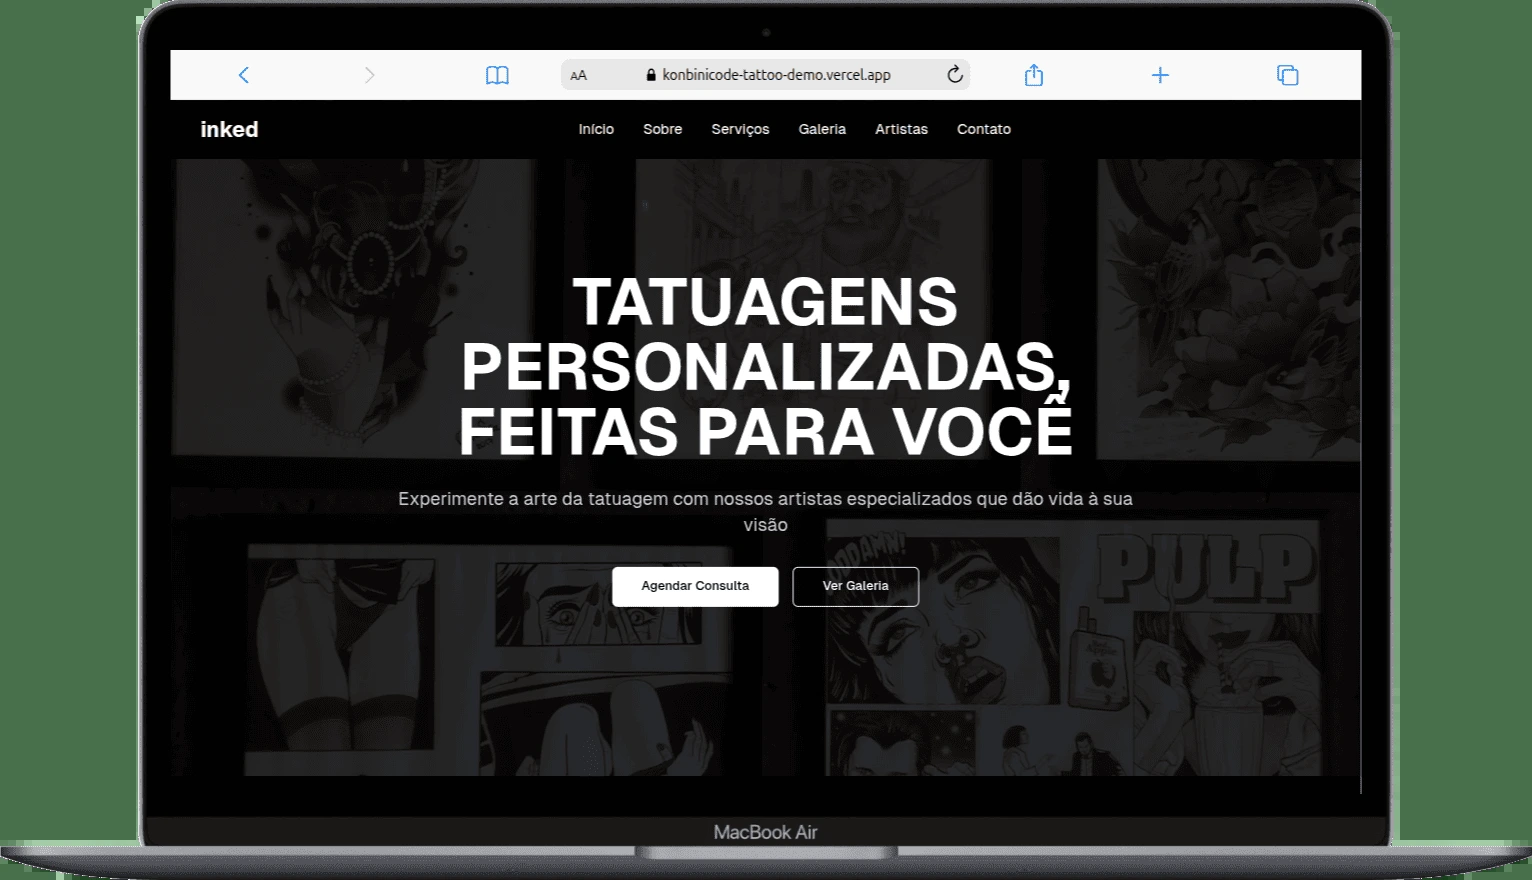 AA konbinicode-tattoo-demo.vercel.app
inked Início Sobre Serviços Galeria Artistas Contato
TATUAGENS
PERSONALIZADAS,
FEITAS PARA VOCÊ
Experimente a arte da tatuagem com nossos artistas especializados que dão vida à sua
visão
OODAMN!
PULP
Agendar Consulta Ver Galeria
MacBook Air